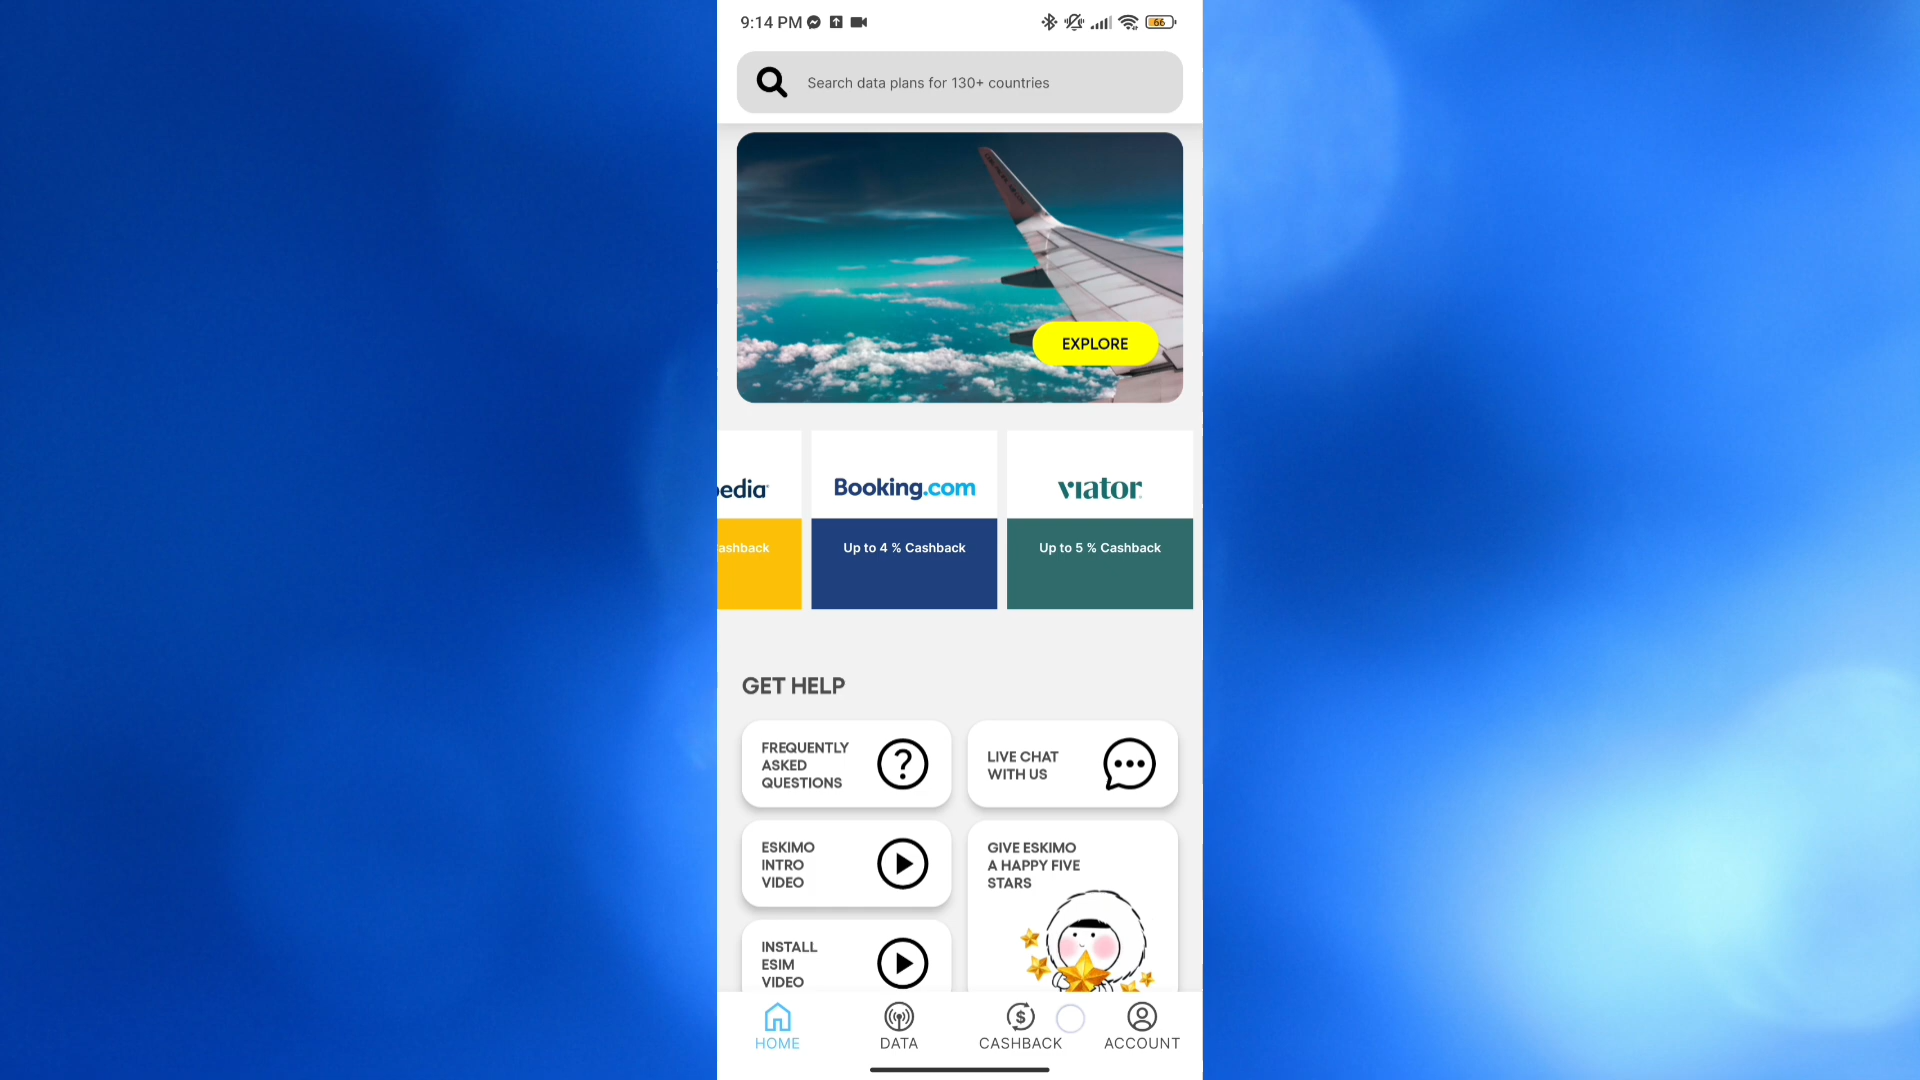 9:14 PM
66
Search data plans for 130+ countries
EXPLORE
pedia
Booking.com
viator
ashback
Up to 4 % Cashback
Up to 5 % Cashback
GET HELP
FREQUENTLY
ASKED
QUESTIONS
LIVE CHAT
WITH US
ESKIMO
INTRO
VIDEO
GIVE ESKIMO
A HAPPY FIVE
STARS
INSTALL
ESIM
VIDEO
HOME
DATA
CASHBACK
ACCOUNT